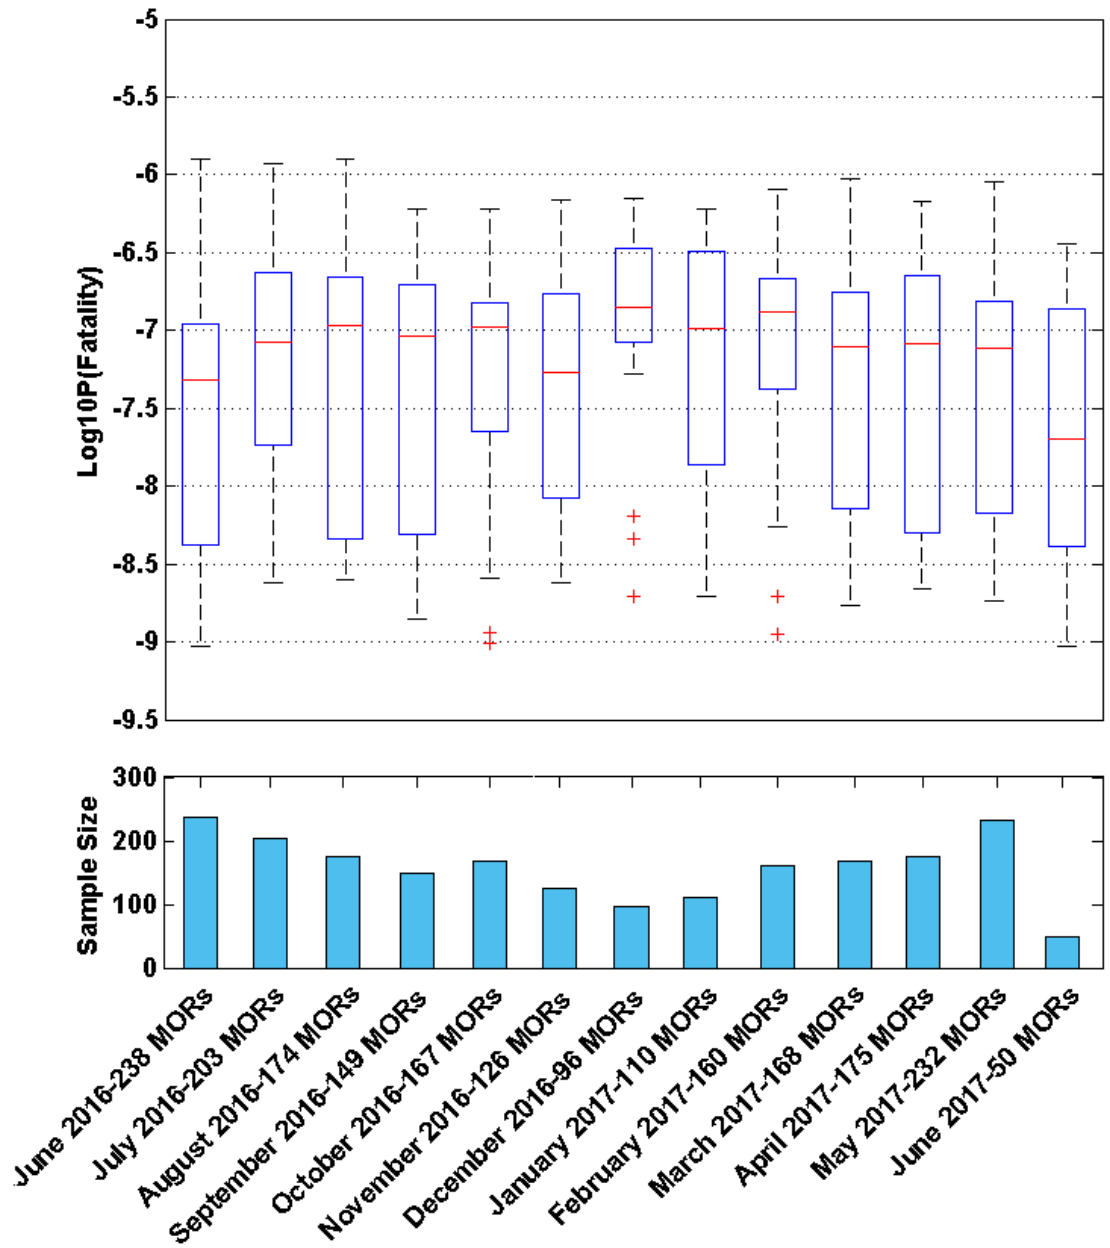 -5
-5.5
-6
-6.5
-7
-7.5
-8
-8.5
-9
-9.5
Log10P(Fatality)
300
200
100
0
Sample Size
June 2016-238 MORs
July 2016-203 MORs
August 2016-174 MORs
September 2016-149 MORs
October 2016-167 MORs
November 2016-126 MORs
December 2016-96 MORs
January 2017-110 MORs
February 2017-160 MORs
March 2017-168 MORs
April 2017-175 MORs
May 2017-232 MORs
June 2017-50 MORs